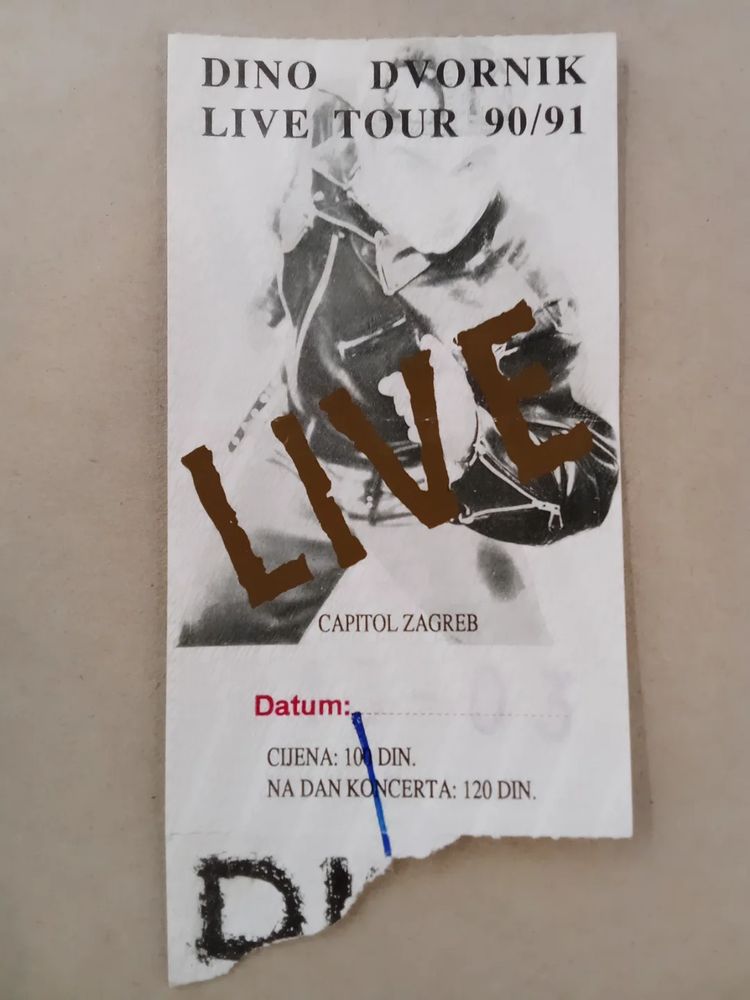 DINO DVORNIK
LIVE TOUR 90/91
LIVE
CAPITOL ZAGREB
Datum:
CIJENA: 100 DIN.
NA DAN KONCERTA: 120 DIN.